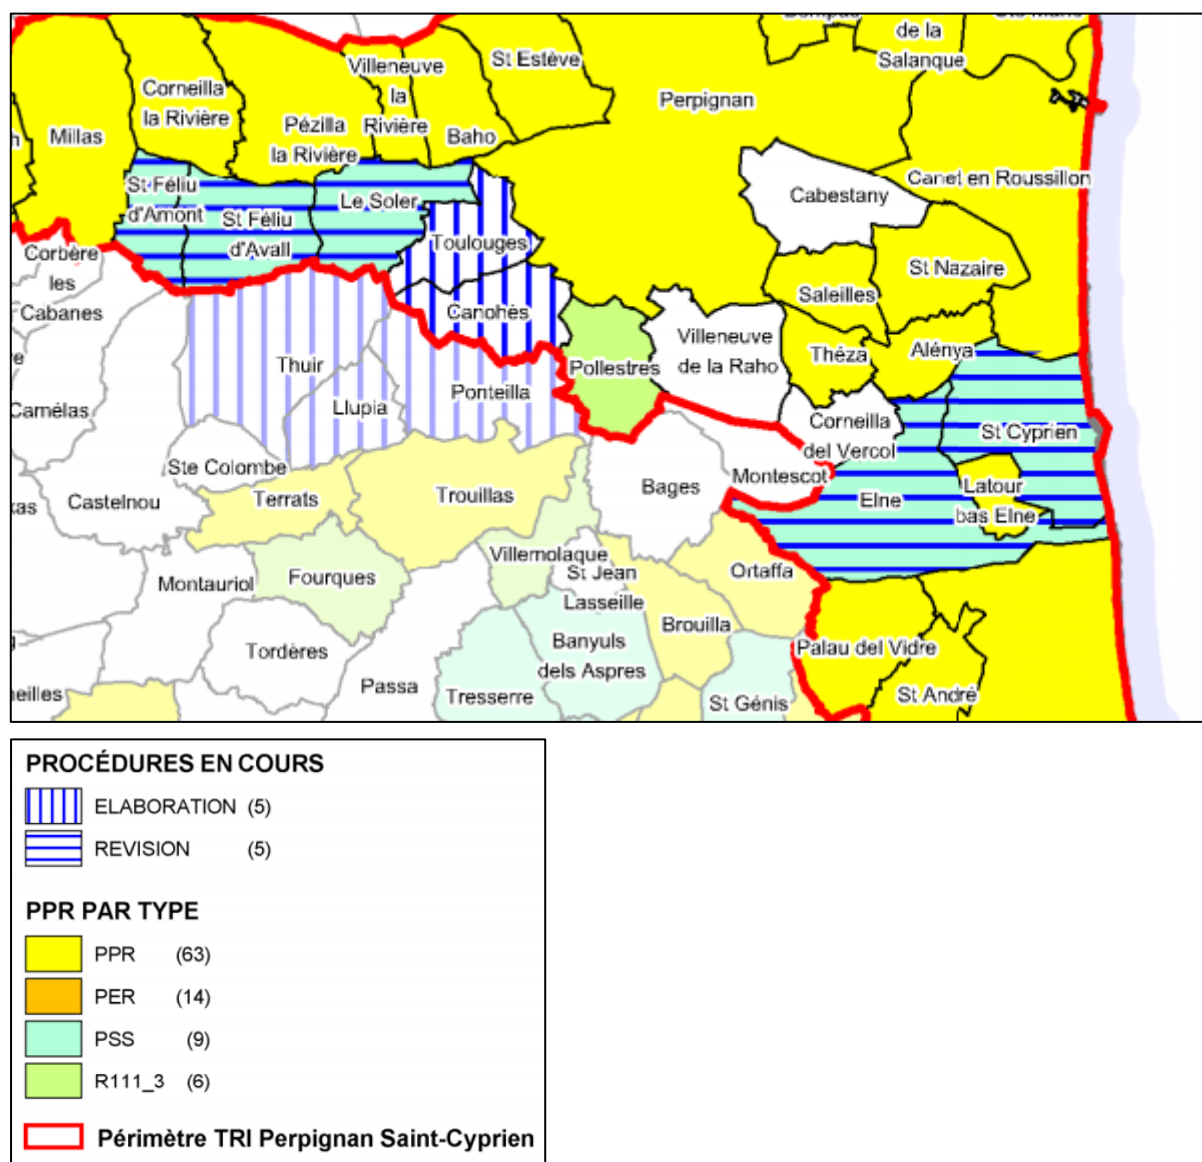 de la
Salanque
St Estève
Villeneuve
la
Rivière
Corneilla
la Rivière
Perpignan
Millas
Pézilla
la Rivière
Baho
Canet en Roussillon
Cabestany
St Féliu
d'Amont
Le Soler
St Féliu
d'Avall
Toulouges
Corbère
les
Cabanes
St Nazaire
Saleilles
Canohès
Villeneuve
de la Raho
Théza
Alénya
Thuir
Pollestres
Llupia
Ponteilla
Camélas
Corneilla
del Vercol
St Cyprien
Ste Colombe
Montescot
Bages
Latour
bas Elne
Castelnou
Terrats
Trouillas
Elne
Villemolaque
St Jean
Lasseille
Ortaffa
Montauriol
Fourques
Brouilla
Banyuls
dels Aspres
Tordères
Palau del Vidre
Passa
Tresserre
St Génis
St André
PROCÉDURES EN COURS
ELABORATION (5)
REVISION (5)
PPR PAR TYPE
PPR (63)
PER (14)
PSS (9)
R111_3 (6)
Périmètre TRI Perpignan Saint-Cyprien